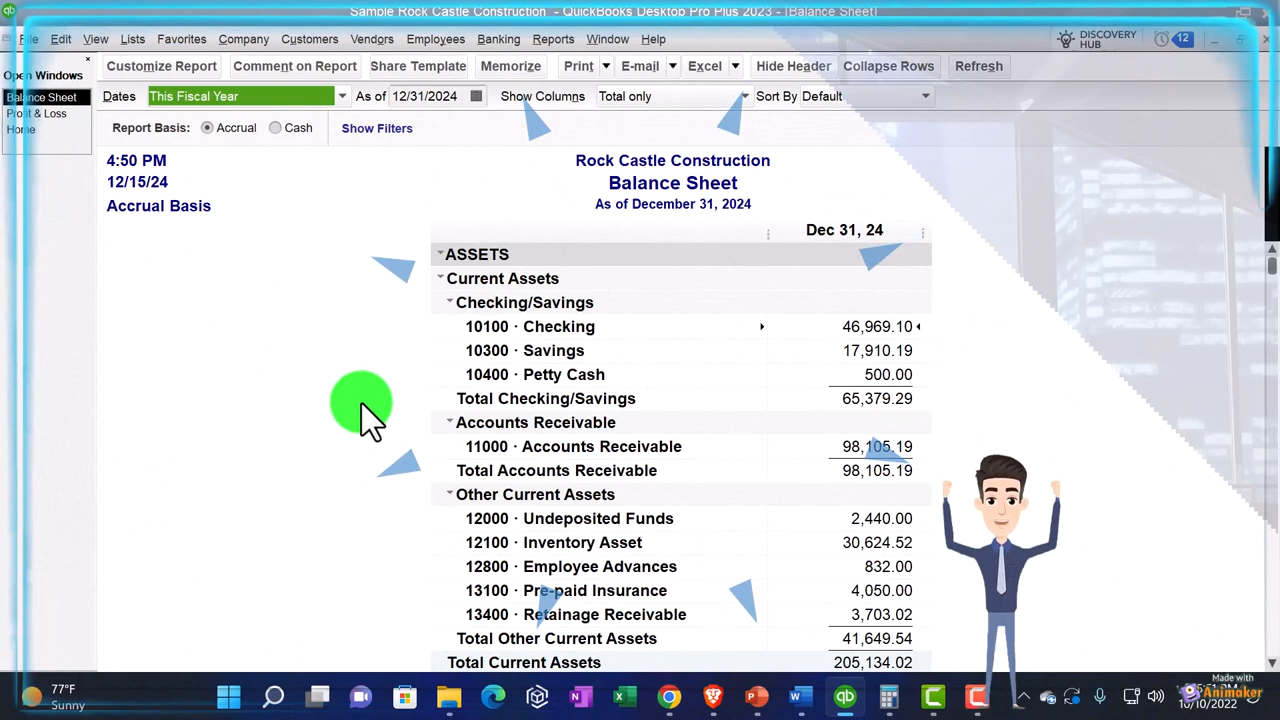 Sample Rock Castle Construction - QuickBooks Desktop Pro Plus 2023 - [Balance Sheet]
File Edit View Lists Favorites Company Customers Vendors Employees Banking Reports Window Help
DISCOVERY HUB 12
Open Windows
Balance Sheet
Profit & Loss
Home
Customize Report Comment on Report Share Template Memorize Print E-mail Excel Hide Header Collapse Rows Refresh
Dates This Fiscal Year As of 12/31/2024 Show Columns Total only Sort By Default
Report Basis: Accrual Cash Show Filters
4:50 PM
12/15/24
Accrual Basis
Rock Castle Construction
Balance Sheet
As of December 31, 2024
Dec 31, 24
ASSETS
Current Assets
Checking/Savings
10100 · Checking 46,969.10
10300 · Savings 17,910.19
10400 · Petty Cash 500.00
Total Checking/Savings 65,379.29
Accounts Receivable
11000 · Accounts Receivable 98,105.19
Total Accounts Receivable 98,105.19
Other Current Assets
12000 · Undeposited Funds 2,440.00
12100 · Inventory Asset 30,624.52
12800 · Employee Advances 832.00
13100 · Pre-paid Insurance 4,050.00
13400 · Retainage Receivable 3,703.02
Total Other Current Assets 41,649.54
Total Current Assets 205,134.02
77°F
Sunny
Made with
Animaker
10/10/2022